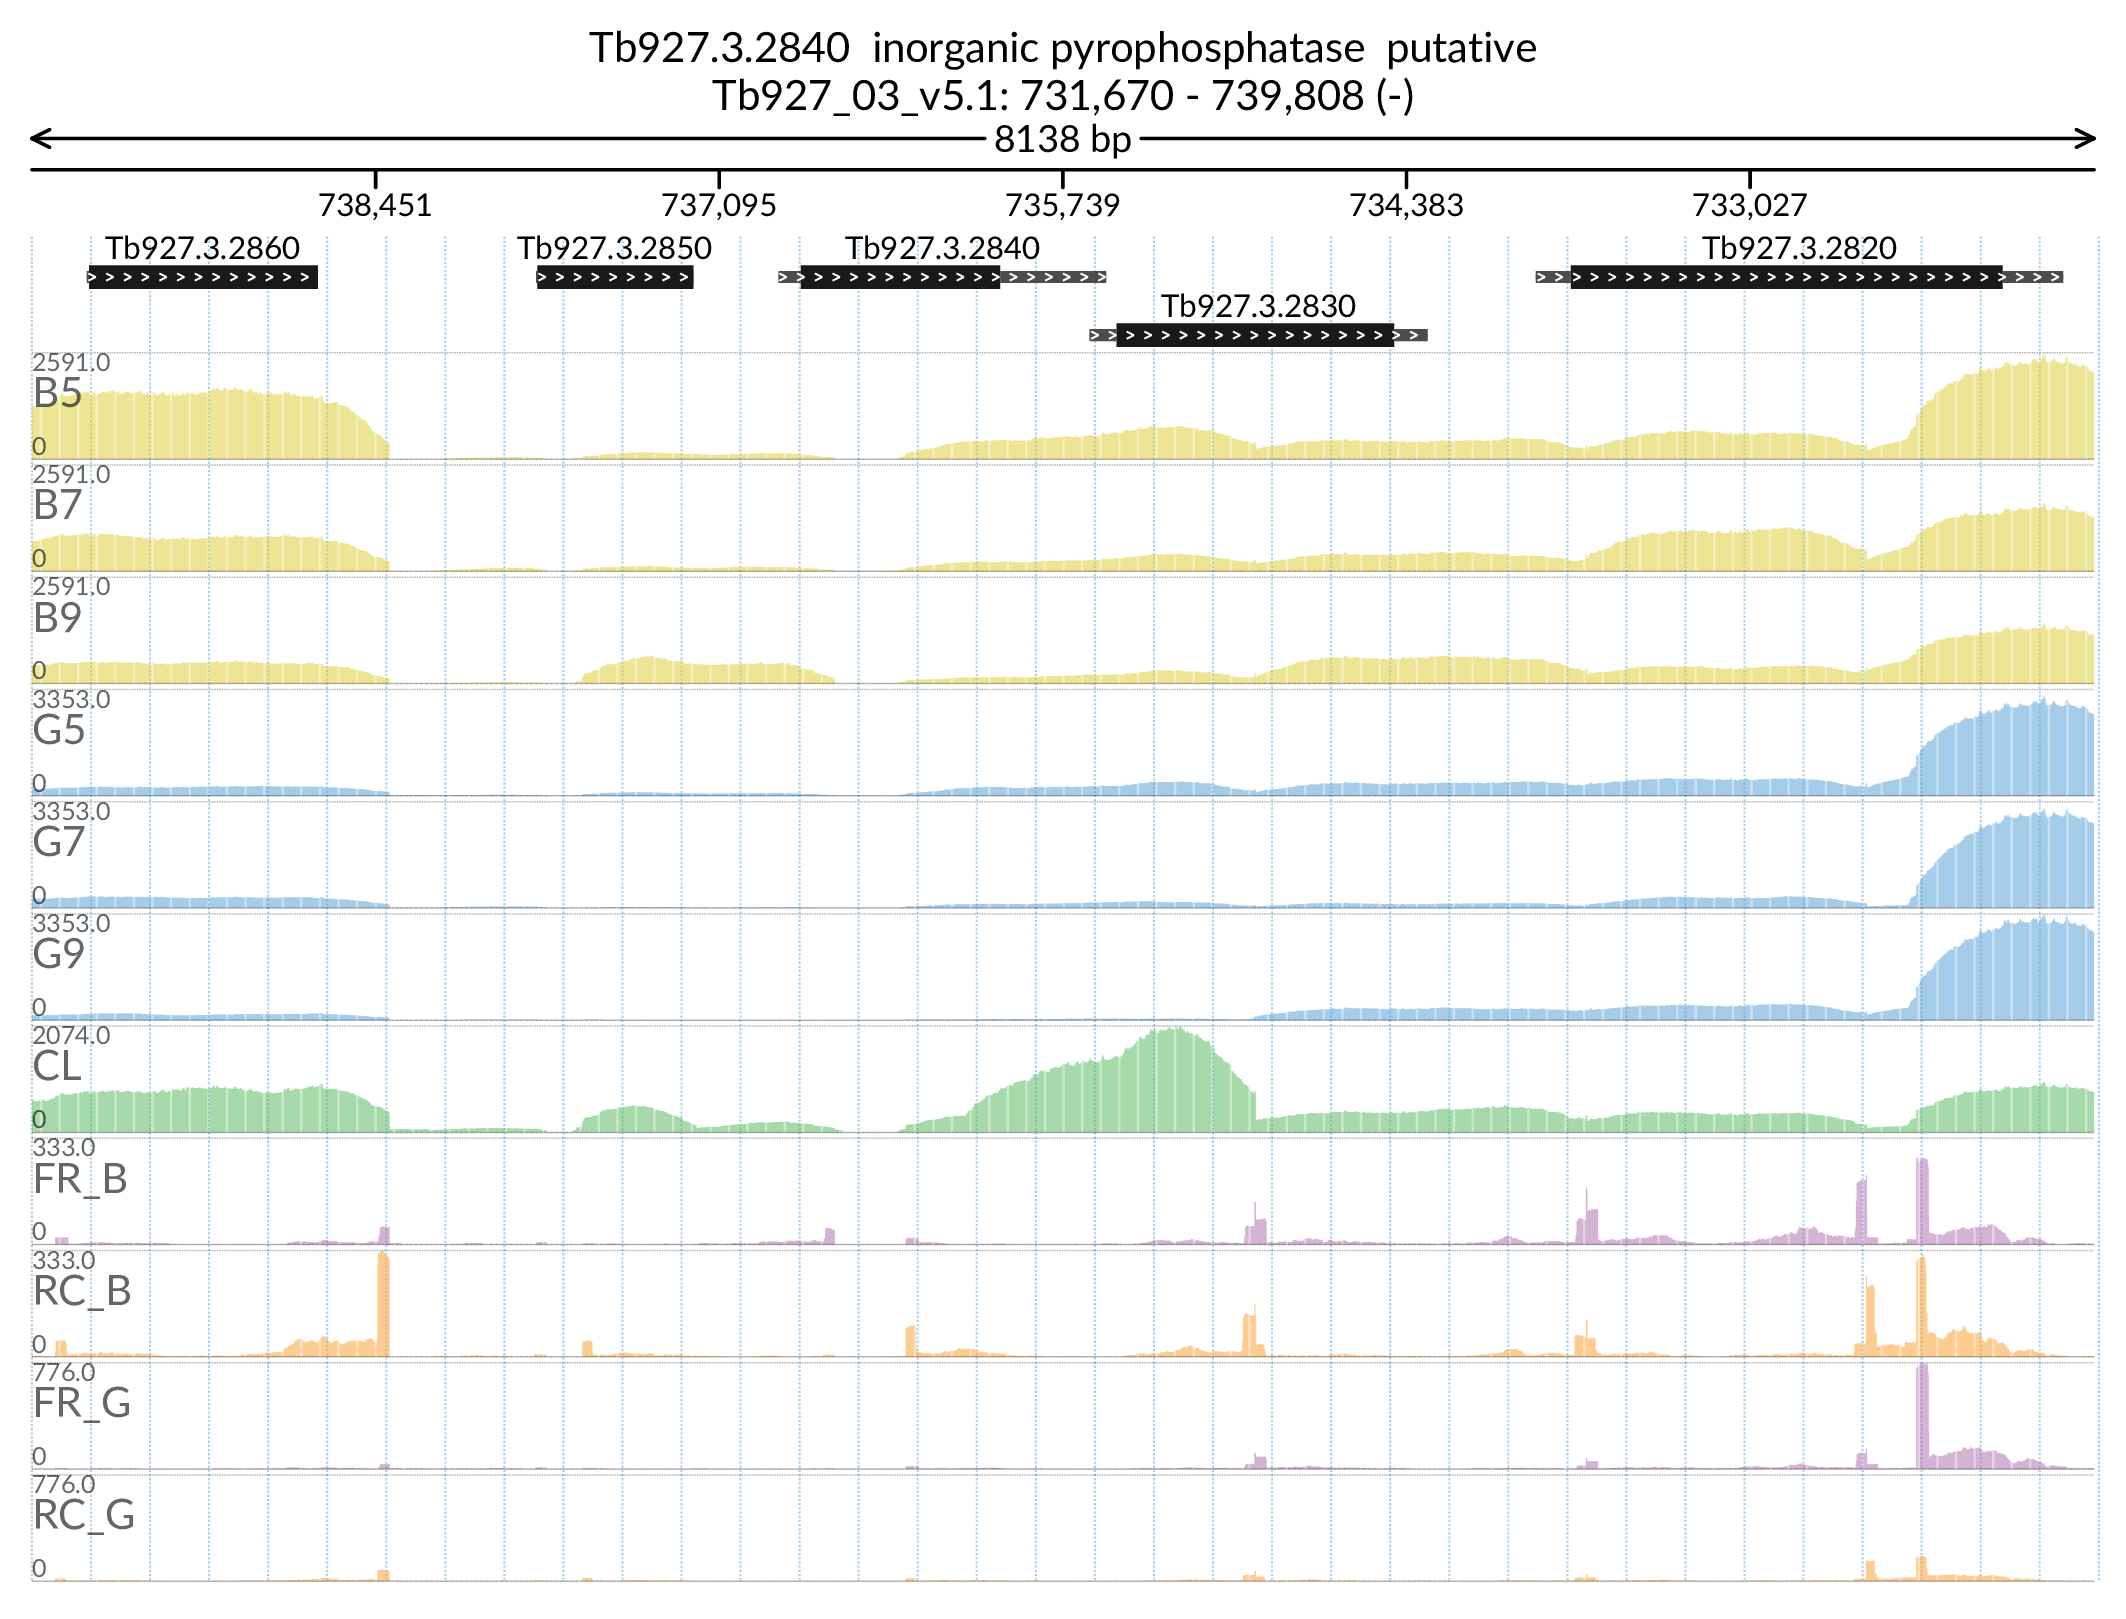 Tb927.3.2840  inorganic pyrophosphatase  putative
Tb927_03_v5.1: 731,670 - 739,808 (-)
8138 bp
738,451 737,095 735,739 734,383 733,027
Tb927.3.2860 Tb927.3.2850 Tb927.3.2840 Tb927.3.2820
Tb927.3.2830
2591.0
B5
0
2591.0
B7
0
2591.0
B9
0
3353.0
G5
0
3353.0
G7
0
3353.0
G9
0
2074.0
CL
0
333.0
FR_B
0
333.0
RC_B
0
776.0
FR_G
0
776.0
RC_G
0